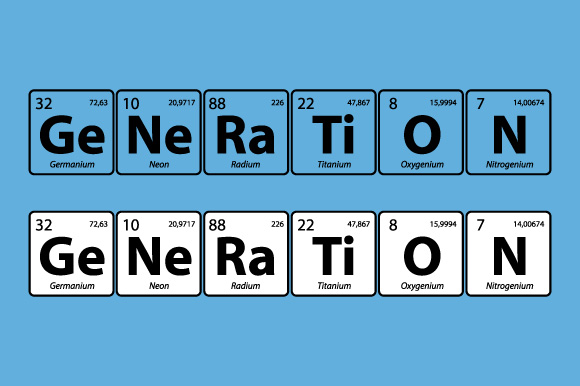 32 72,63 10 20,9717 88 226 22 47,867 8 15,9994 7 14,00674
Ge Ne Ra Ti O N
Germanium Neon Radium Titanium Oxygenium Nitrogenium
32 72,63 10 20,9717 88 226 22 47,867 8 15,9994 7 14,00674
Ge Ne Ra Ti O N
Germanium Neon Radium Titanium Oxygenium Nitrogenium